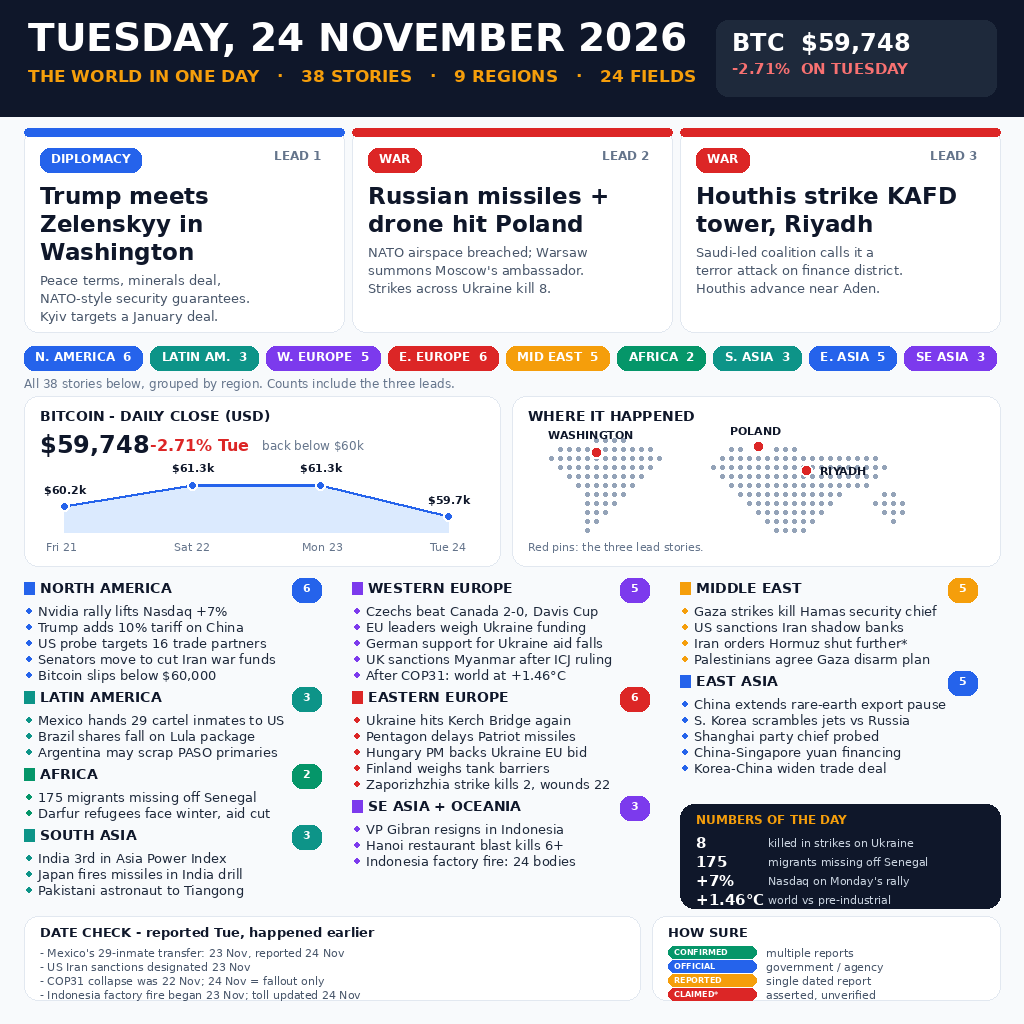 TUESDAY, 24 NOVEMBER 2026
THE WORLD IN ONE DAY · 38 STORIES · 9 REGIONS · 24 FIELDS
BTC $59,748
-2.71% ON TUESDAY
DIPLOMACY
LEAD 1
Trump meets
Zelenskyy in
Washington
Peace terms, minerals deal,
NATO-style security guarantees.
Kyiv targets a January deal.
WAR
LEAD 2
Russian missiles +
drone hit Poland
NATO airspace breached; Warsaw
summons Moscow's ambassador.
Strikes across Ukraine kill 8.
WAR
LEAD 3
Houthis strike KAFD
tower, Riyadh
Saudi-led coalition calls it a
terror attack on finance district.
Houthis advance near Aden.
N. AMERICA 6
LATIN AM. 3
W. EUROPE 5
E. EUROPE 6
MID EAST 5
AFRICA 2
S. ASIA 3
E. ASIA 5
SE ASIA 3
All 38 stories below, grouped by region. Counts include the three leads.
BITCOIN - DAILY CLOSE (USD)
$59,748 -2.71% Tue back below $60k
$60.2k
$61.3k
$61.3k
$59.7k
Fri 21
Sat 22
Mon 23
Tue 24
WHERE IT HAPPENED
WASHINGTON
POLAND
RIYADH
Red pins: the three lead stories.
NORTH AMERICA 6
Nvidia rally lifts Nasdaq +7%
Trump adds 10% tariff on China
US probe targets 16 trade partners
Senators move to cut Iran war funds
Bitcoin slips below $60,000
LATIN AMERICA 3
Mexico hands 29 cartel inmates to US
Brazil shares fall on Lula package
Argentina may scrap PASO primaries
AFRICA 2
175 migrants missing off Senegal
Darfur refugees face winter, aid cut
SOUTH ASIA 3
India 3rd in Asia Power Index
Japan fires missiles in India drill
Pakistani astronaut to Tiangong
WESTERN EUROPE 5
Czechs beat Canada 2-0, Davis Cup
EU leaders weigh Ukraine funding
German support for Ukraine aid falls
UK sanctions Myanmar after ICJ ruling
After COP31: world at +1.46°C
EASTERN EUROPE 6
Ukraine hits Kerch Bridge again
Pentagon delays Patriot missiles
Hungary PM backs Ukraine EU bid
Finland weighs tank barriers
Zaporizhzhia strike kills 2, wounds 22
SE ASIA + OCEANIA 3
VP Gibran resigns in Indonesia
Hanoi restaurant blast kills 6+
Indonesia factory fire: 24 bodies
MIDDLE EAST 5
Gaza strikes kill Hamas security chief
US sanctions Iran shadow banks
Iran orders Hormuz shut further*
Palestinians agree Gaza disarm plan
EAST ASIA 5
China extends rare-earth export pause
S. Korea scrambles jets vs Russia
Shanghai party chief probed
China-Singapore yuan financing
Korea-China widen trade deal
NUMBERS OF THE DAY
8 killed in strikes on Ukraine
175 migrants missing off Senegal
+7% Nasdaq on Monday's rally
+1.46°C world vs pre-industrial
DATE CHECK - reported Tue, happened earlier
- Mexico's 29-inmate transfer: 23 Nov, reported 24 Nov
- US Iran sanctions designated 23 Nov
- COP31 collapse was 22 Nov; 24 Nov = fallout only
- Indonesia factory fire began 23 Nov; toll updated 24 Nov
HOW SURE
CONFIRMED multiple reports
OFFICIAL government / agency
REPORTED single dated report
CLAIMED* asserted, unverified